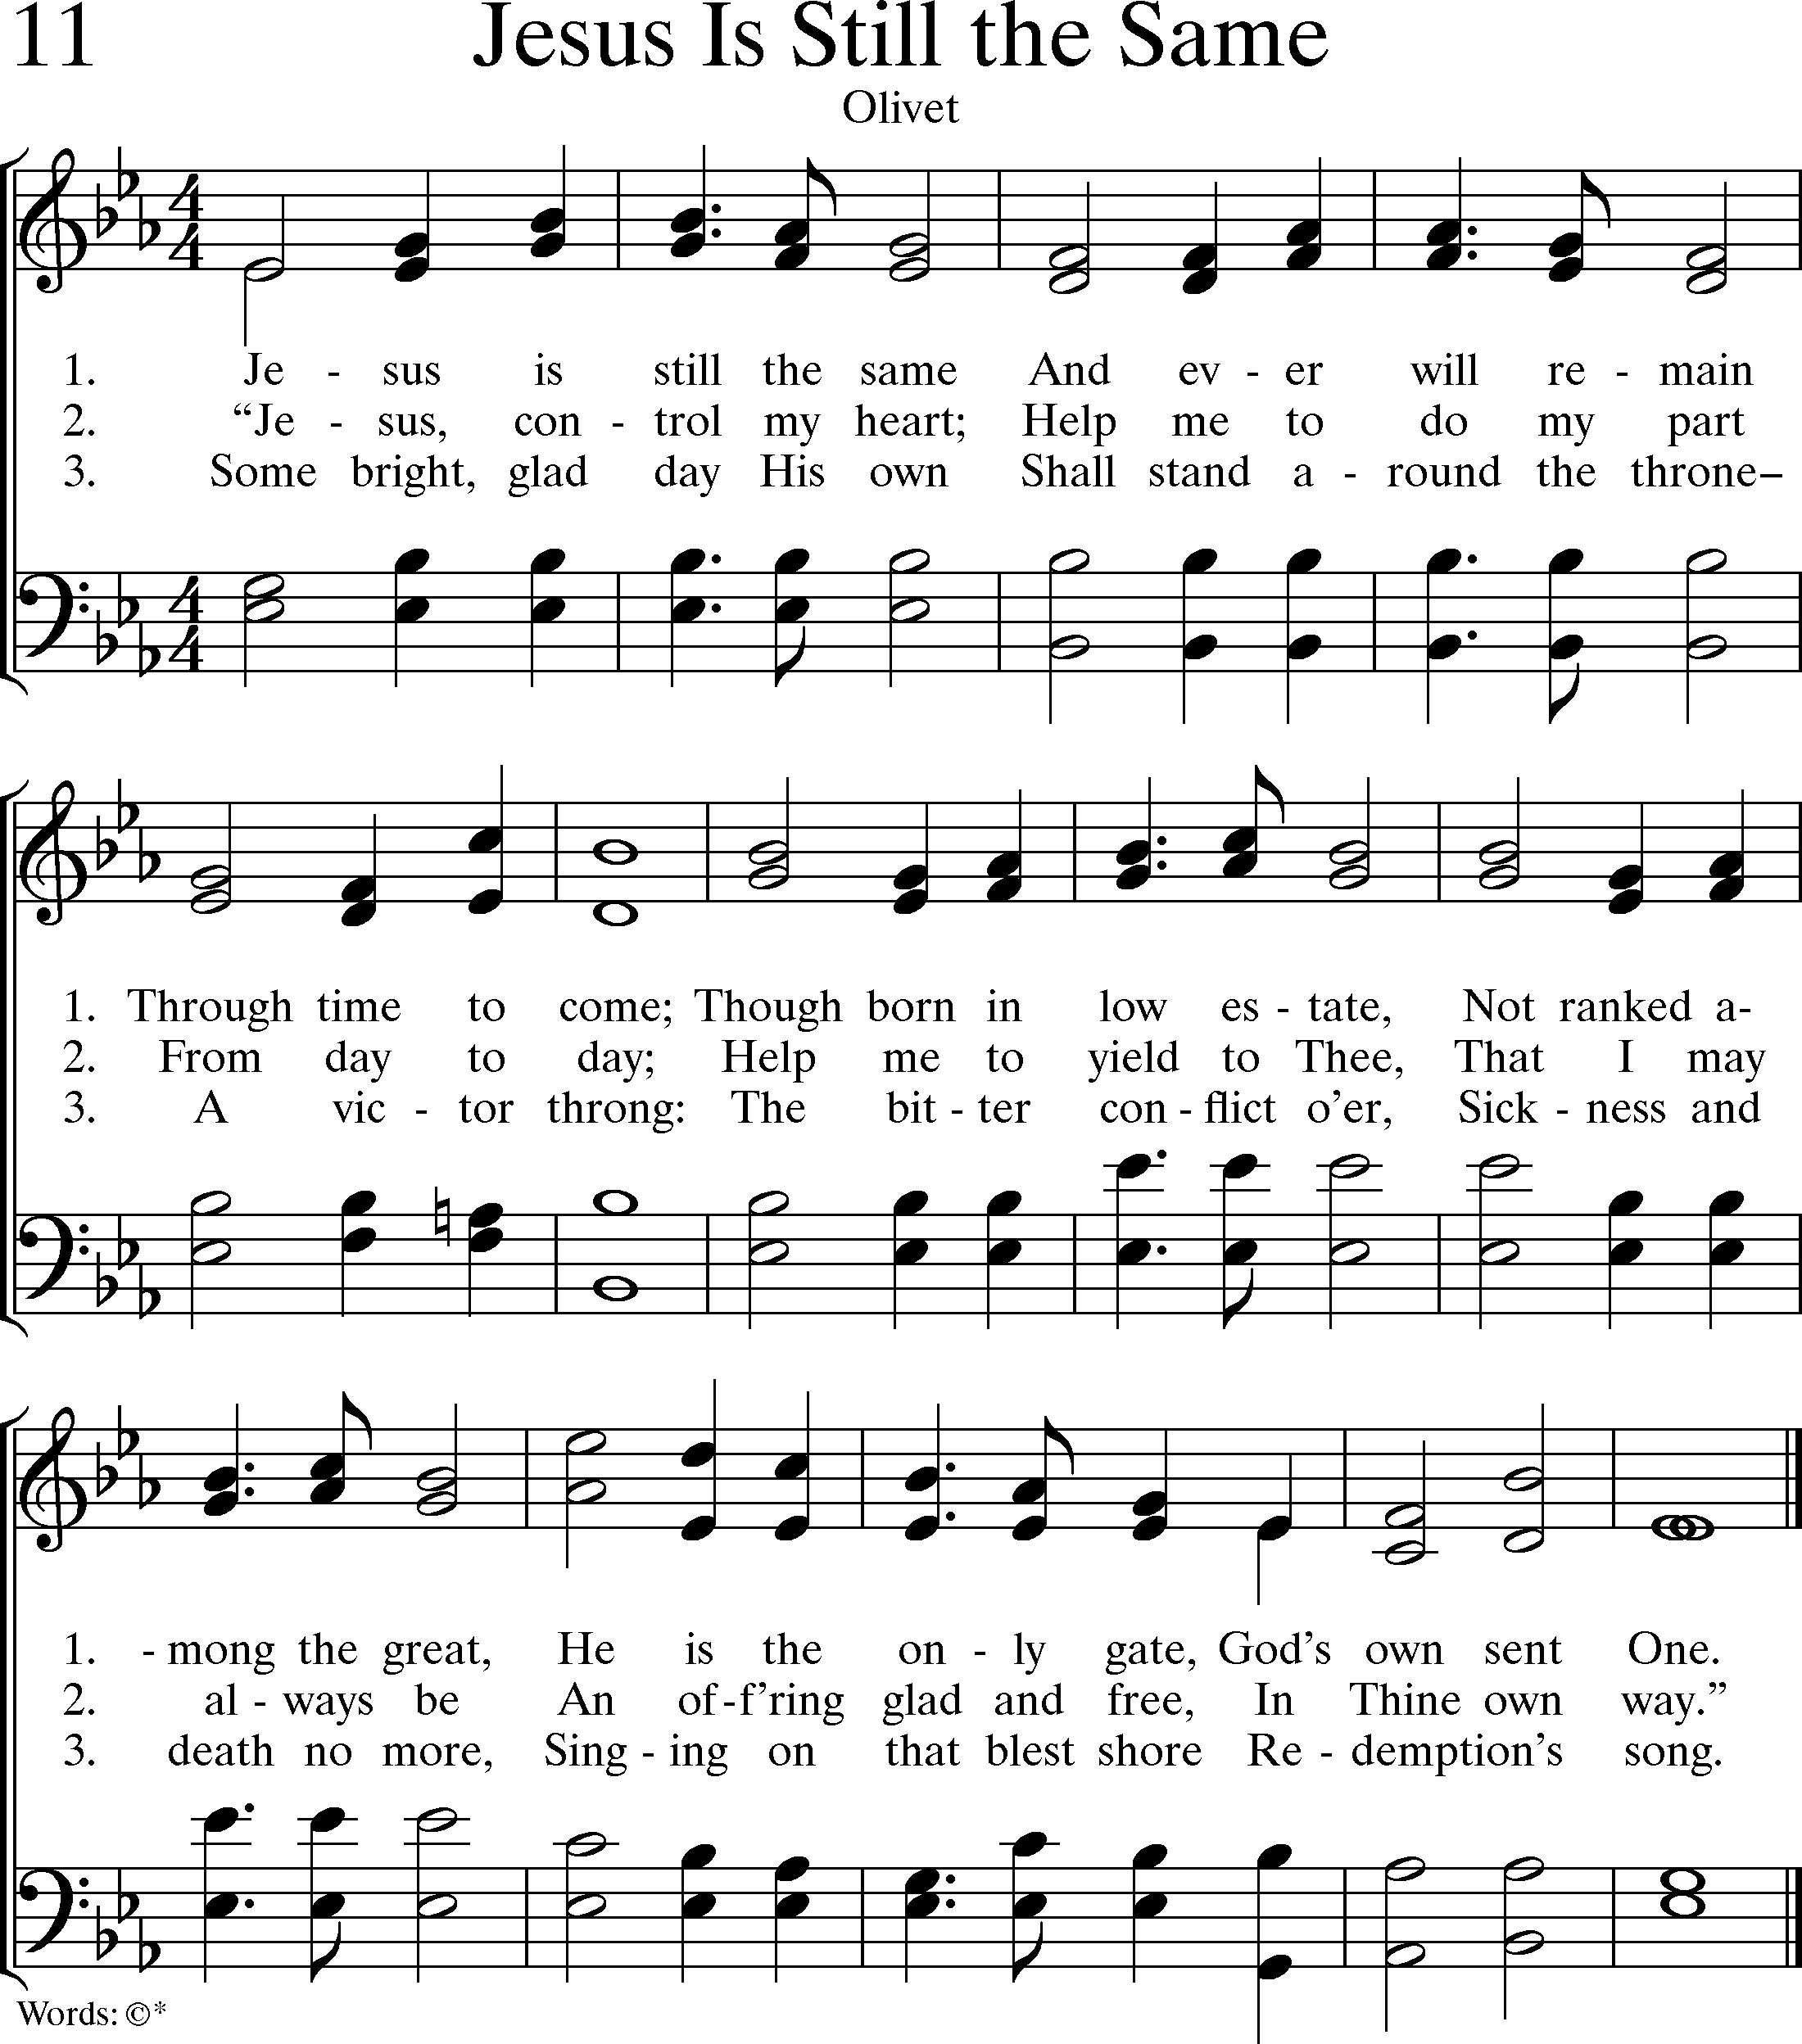 11 Jesus Is Still the Same
Olivet
1. Je - sus is still the same And ev - er will re - main
2. “Je - sus, con - trol my heart; Help me to do my part
3. Some bright, glad day His own Shall stand a - round the throne–
1. Through time to come; Though born in low es - tate, Not ranked a-
2. From day to day; Help me to yield to Thee, That I may
3. A vic - tor throng: The bit - ter con - flict o’er, Sick - ness and
1. - mong the great, He is the on - ly gate, God’s own sent One.
2. al - ways be An of -f’ring glad and free, In Thine own way.”
3. death no more, Sing - ing on that blest shore Re - demption’s song.
Words: ©*